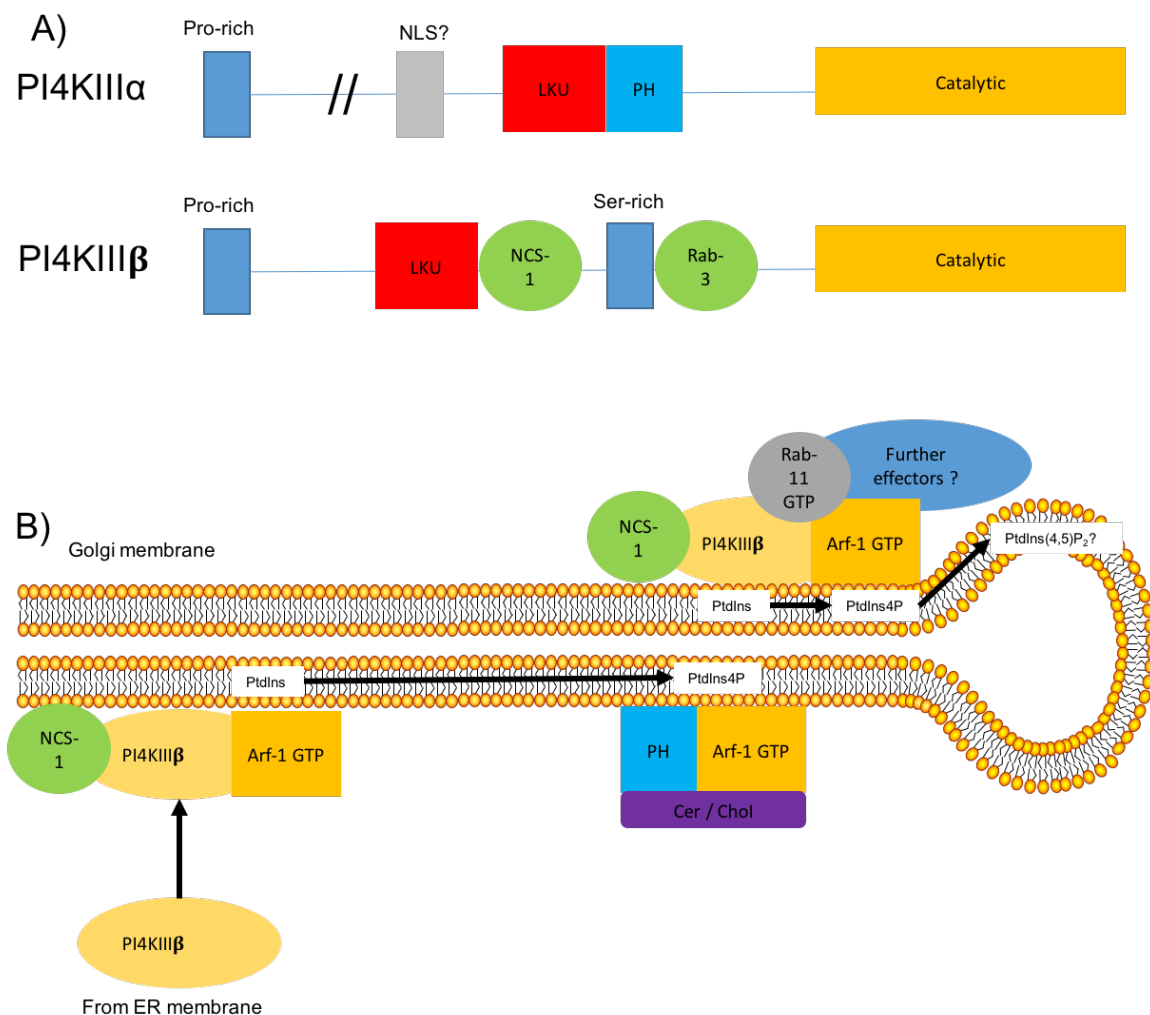 A)
Pro-rich
NLS?
PI4KIIIα
LKU
PH
Catalytic
Pro-rich
Ser-rich
PI4KIIIβ
LKU
NCS-
1
Rab-
3
Catalytic
B)
Golgi membrane
NCS-
1
PI4KIIIβ
Rab-
11
GTP
Further
effectors ?
Arf-1 GTP
PtdIns(4,5)P₂?
PtdIns
PtdIns4P
PtdIns
PtdIns4P
NCS-
1
PI4KIIIβ
Arf-1 GTP
PH
Arf-1 GTP
Cer / Chol
PI4KIIIβ
From ER membrane